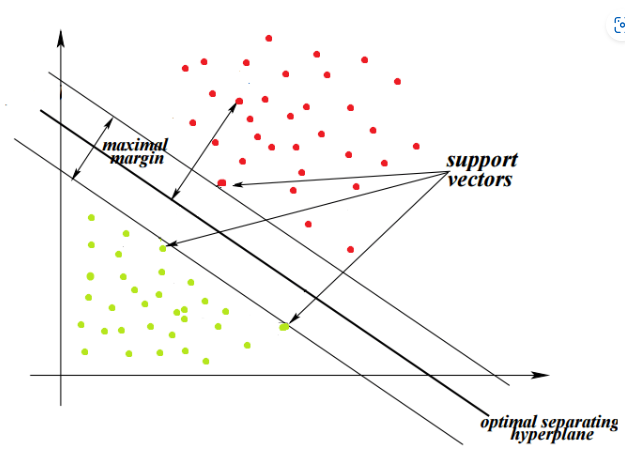 maximal
margin
support
vectors
optimal separating
hyperplane